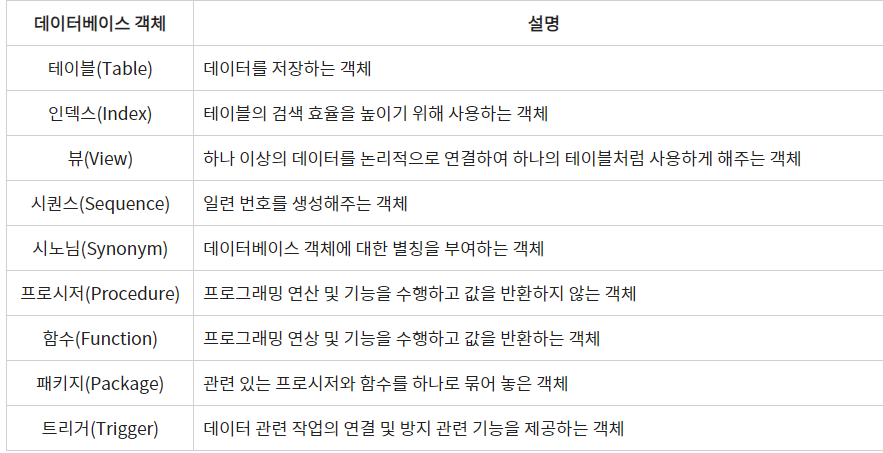 데이터베이스 객체 설명
테이블(Table) 데이터를 저장하는 객체
인덱스(Index) 테이블의 검색 효율을 높이기 위해 사용하는 객체
뷰(View) 하나 이상의 데이터를 논리적으로 연결하여 하나의 테이블처럼 사용하게 해주는 객체
시퀀스(Sequence) 일련 번호를 생성해주는 객체
시노님(Synonym) 데이터베이스 객체에 대한 별칭을 부여하는 객체
프로시저(Procedure) 프로그래밍 연산 및 기능을 수행하고 값을 반환하지 않는 객체
함수(Function) 프로그래밍 연상 및 기능을 수행하고 값을 반환하는 객체
패키지(Package) 관련 있는 프로시저와 함수를 하나로 묶어 놓은 객체
트리거(Trigger) 데이터 관련 작업의 연결 및 방지 관련 기능을 제공하는 객체